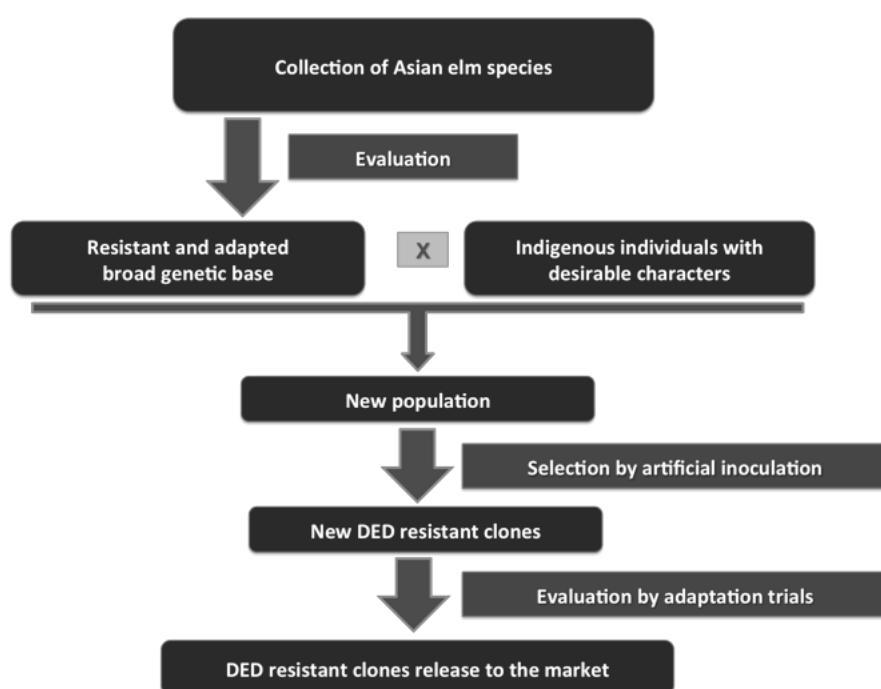 Collection of Asian elm species
Evaluation
Resistant and adapted
broad genetic base
X
Indigenous individuals with
desirable characters
New population
Selection by artificial inoculation
New DED resistant clones
Evaluation by adaptation trials
DED resistant clones release to the market